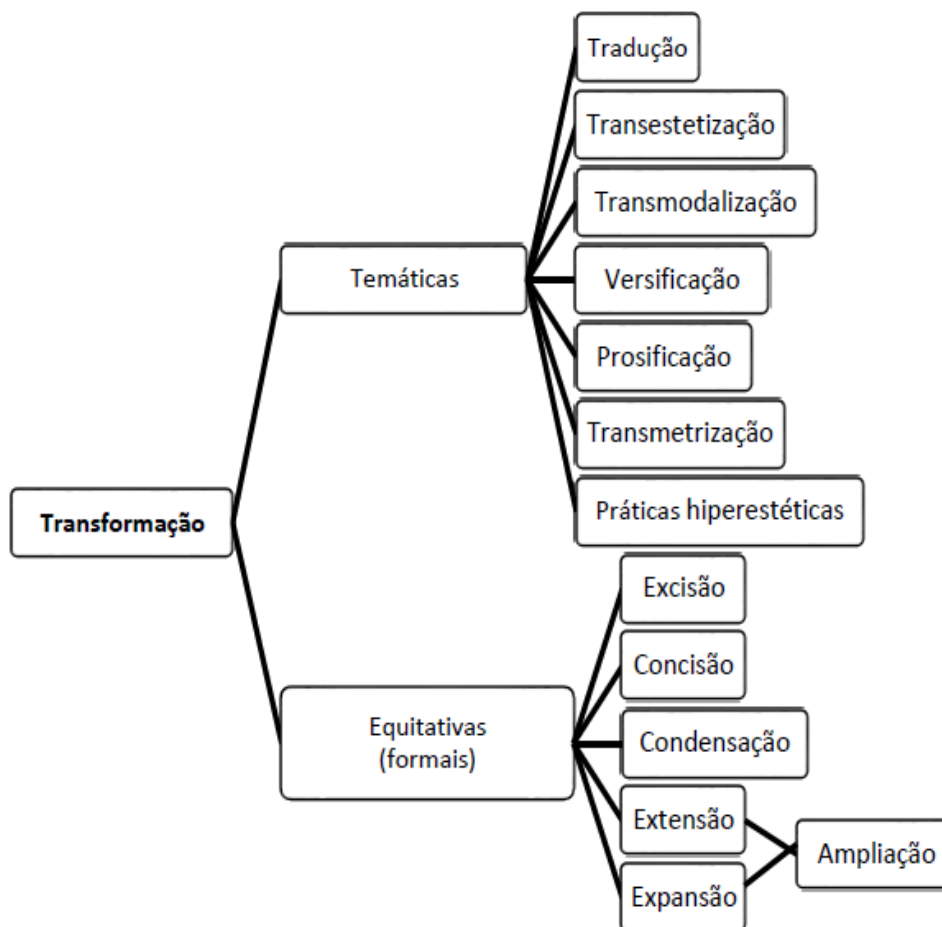 Tradução
Transestetização
Transmodalização
Temáticas
Versificação
Prosificação
Transmetrização
Práticas hiperestéticas
Transformação
Excisão
Concisão
Equitativas
(formais)
Condensação
Extensão
Ampliação
Expansão